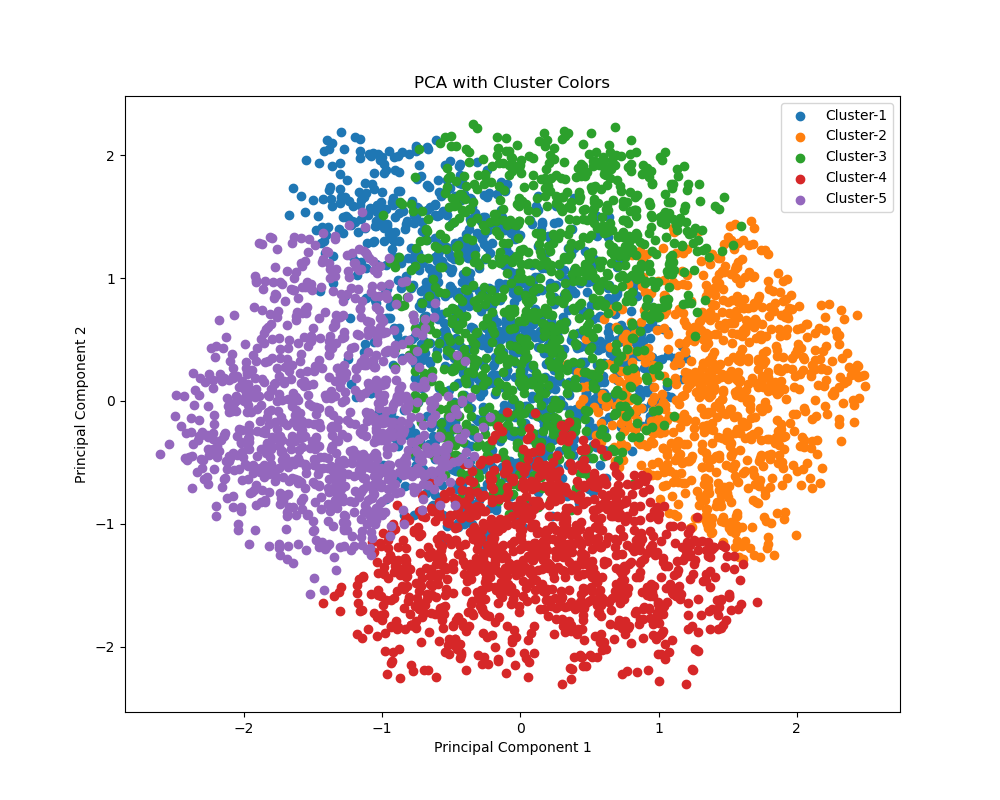 PCA with Cluster Colors
Cluster-1
Cluster-2
Cluster-3
Cluster-4
Cluster-5
Principal Component 2
2
1
0
−1
−2
−2
−1
0
1
2
Principal Component 1